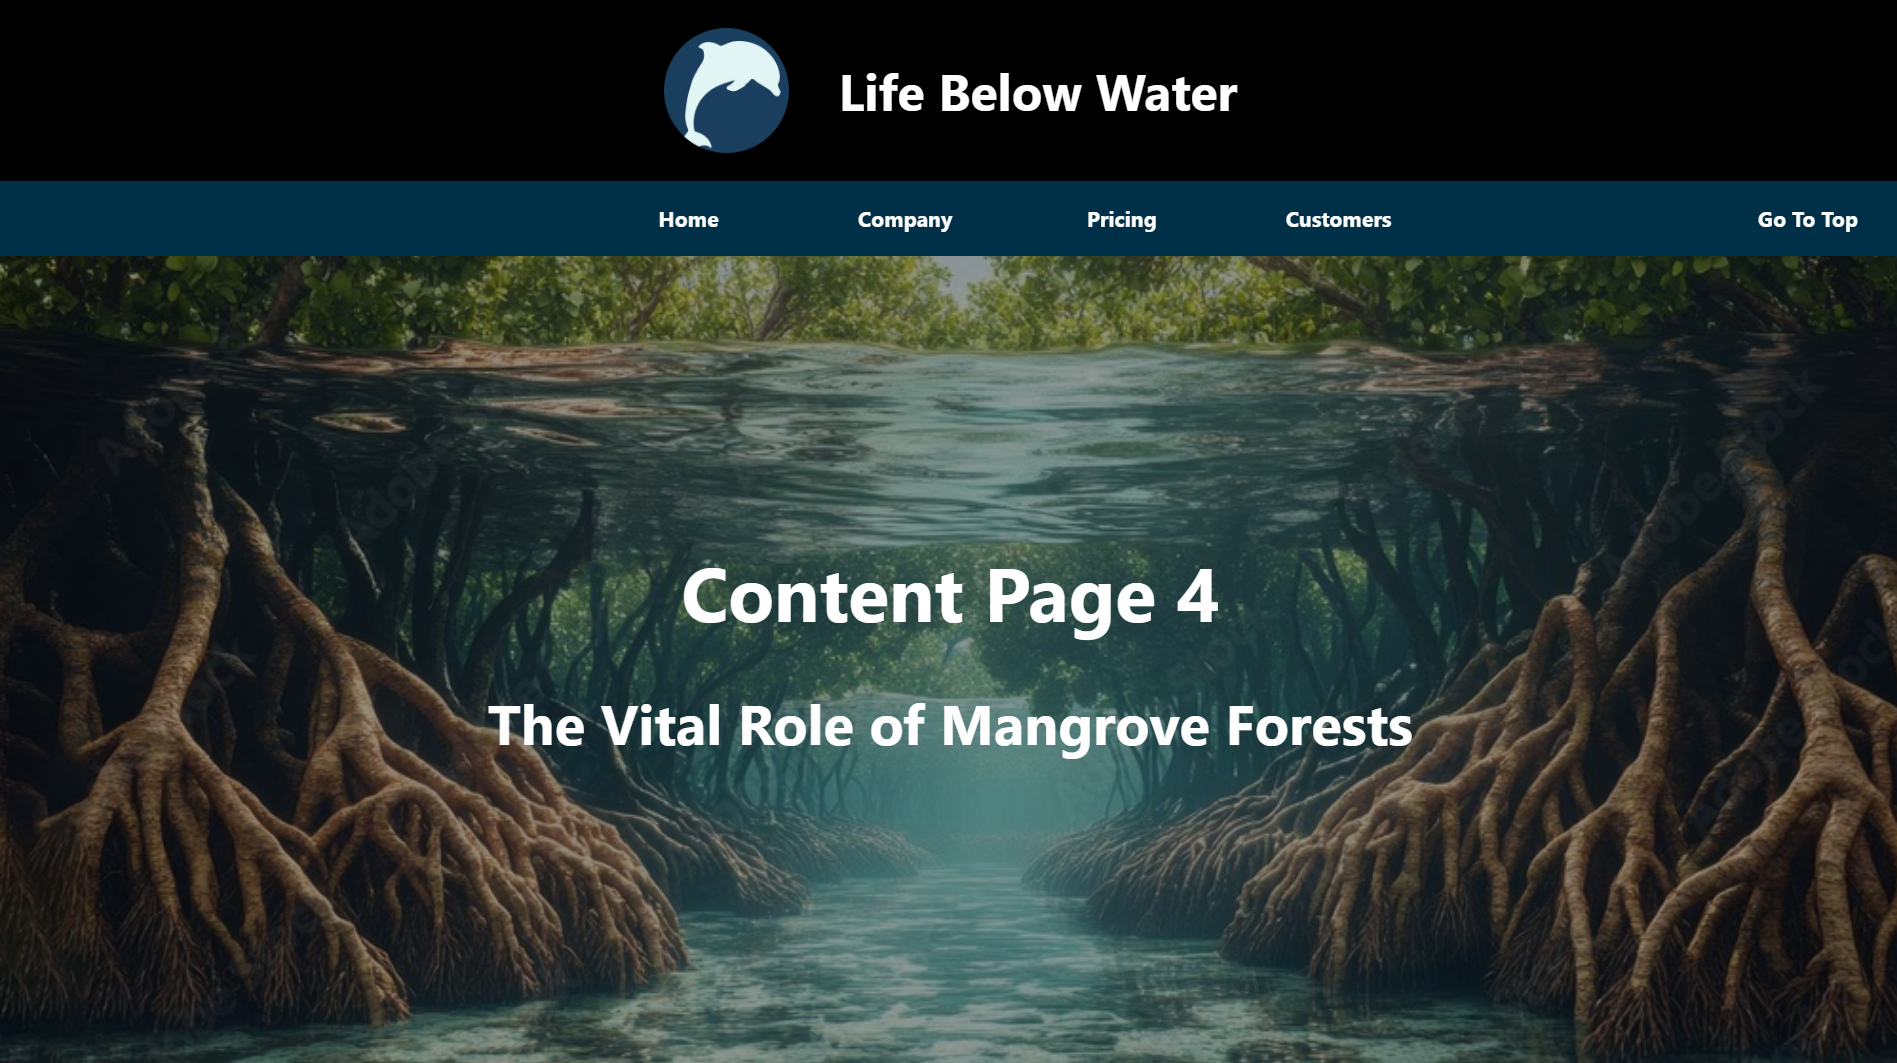 Life Below Water
Home Company Pricing Customers Go To Top
Content Page 4
The Vital Role of Mangrove Forests